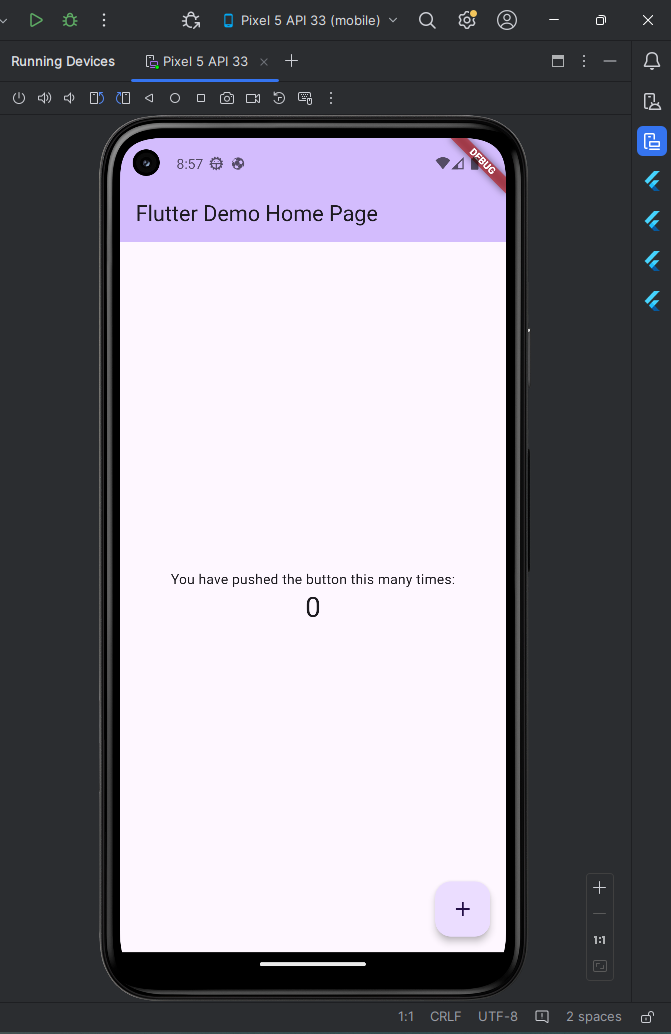 Pixel 5 API 33 (mobile)
Running Devices
Pixel 5 API 33
8:57
DEBUG
Flutter Demo Home Page
You have pushed the button this many times:
0
1:1
1:1 CRLF UTF-8 2 spaces